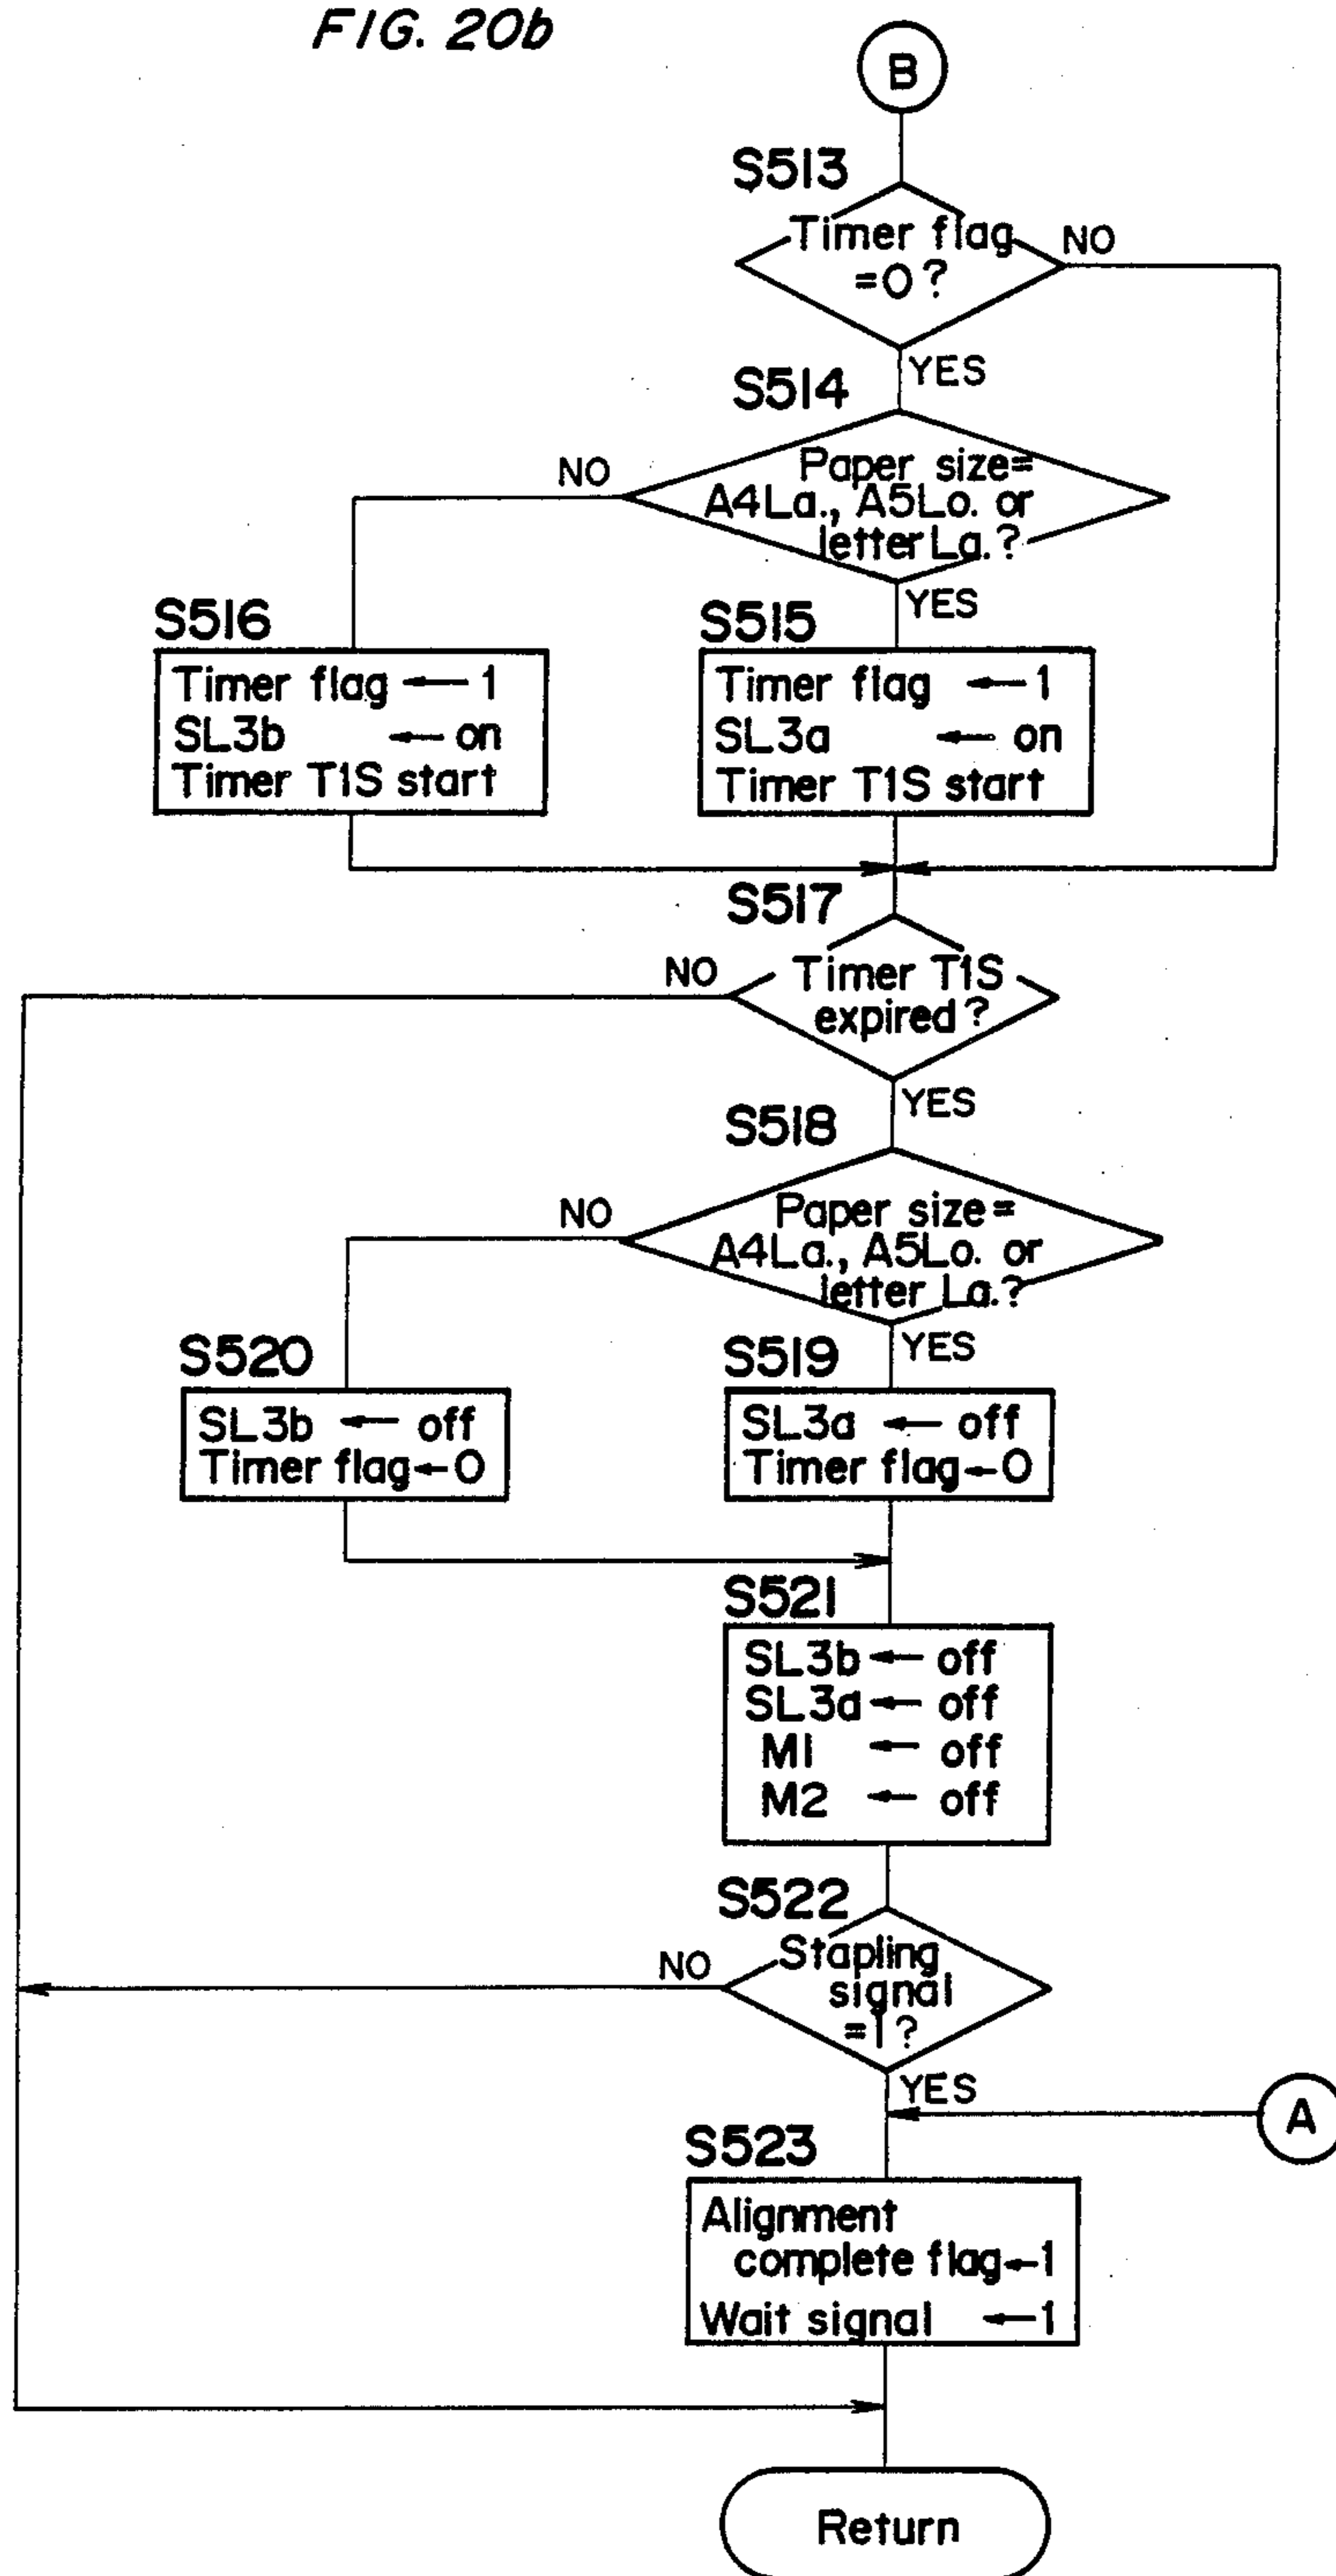 FIG. 20b
B
S513
Timer flag
=0?
NO
YES
S514
Paper size=
A4La., A5Lo. or
letter La.?
NO
YES
S516
Timer flag ← 1
SL3b ← on
Timer T1S start
S515
Timer flag ← 1
SL3a ← on
Timer T1S start
S517
Timer T1S
expired?
NO
YES
S518
Paper size=
A4La., A5Lo. or
letter La.?
NO
YES
S520
SL3b ← off
Timer flag←0
S519
SL3a ← off
Timer flag←0
S521
SL3b ← off
SL3a ← off
M1 ← off
M2 ← off
S522
Stapling
signal
=1?
NO
YES
A
S523
Alignment
complete flag←1
Wait signal ←1
Return